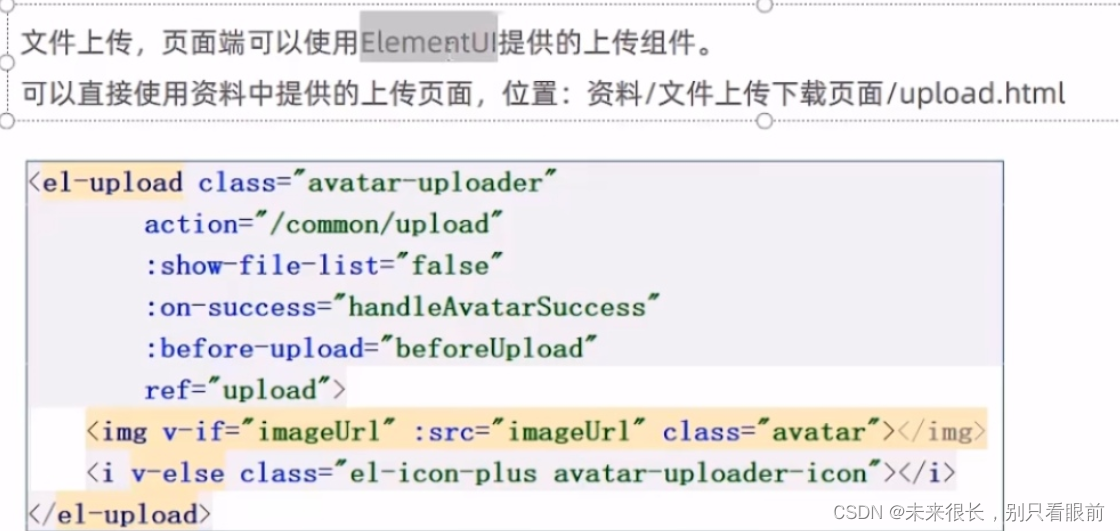 文件上传，页面端可以使用ElementUI提供的上传组件。
可以直接使用资料中提供的上传页面，位置：资料/文件上传下载页面/upload.html
<el-upload class="avatar-uploader"
action="/common/upload"
:show-file-list="false"
:on-success="handleAvatarSuccess"
:before-upload="beforeUpload"
ref="upload">
<img v-if="imageUrl" :src="imageUrl" class="avatar"></img>
<i v-else class="el-icon-plus avatar-uploader-icon"></i>
</el-upload>
CSDN @未来很长，别只看眼前